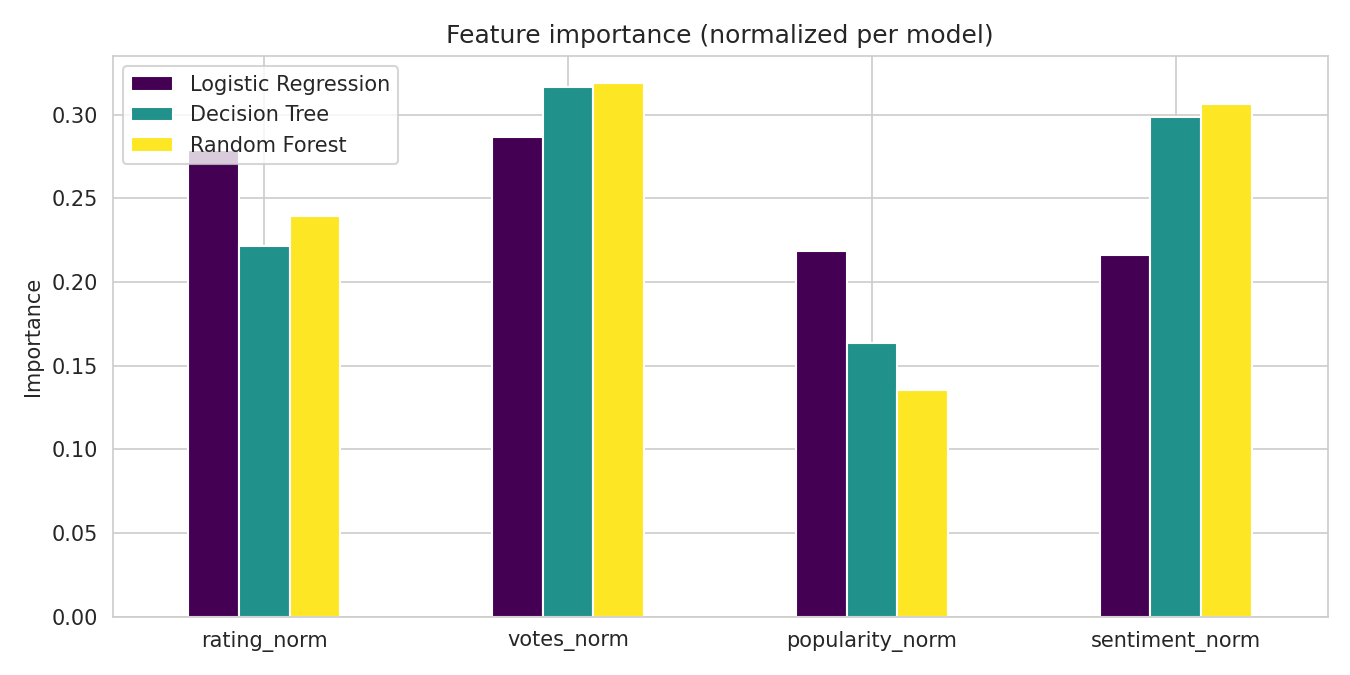 Feature importance (normalized per model)
Logistic Regression
Decision Tree
Random Forest
Importance
0.30
0.25
0.20
0.15
0.10
0.05
0.00
rating_norm
votes_norm
popularity_norm
sentiment_norm